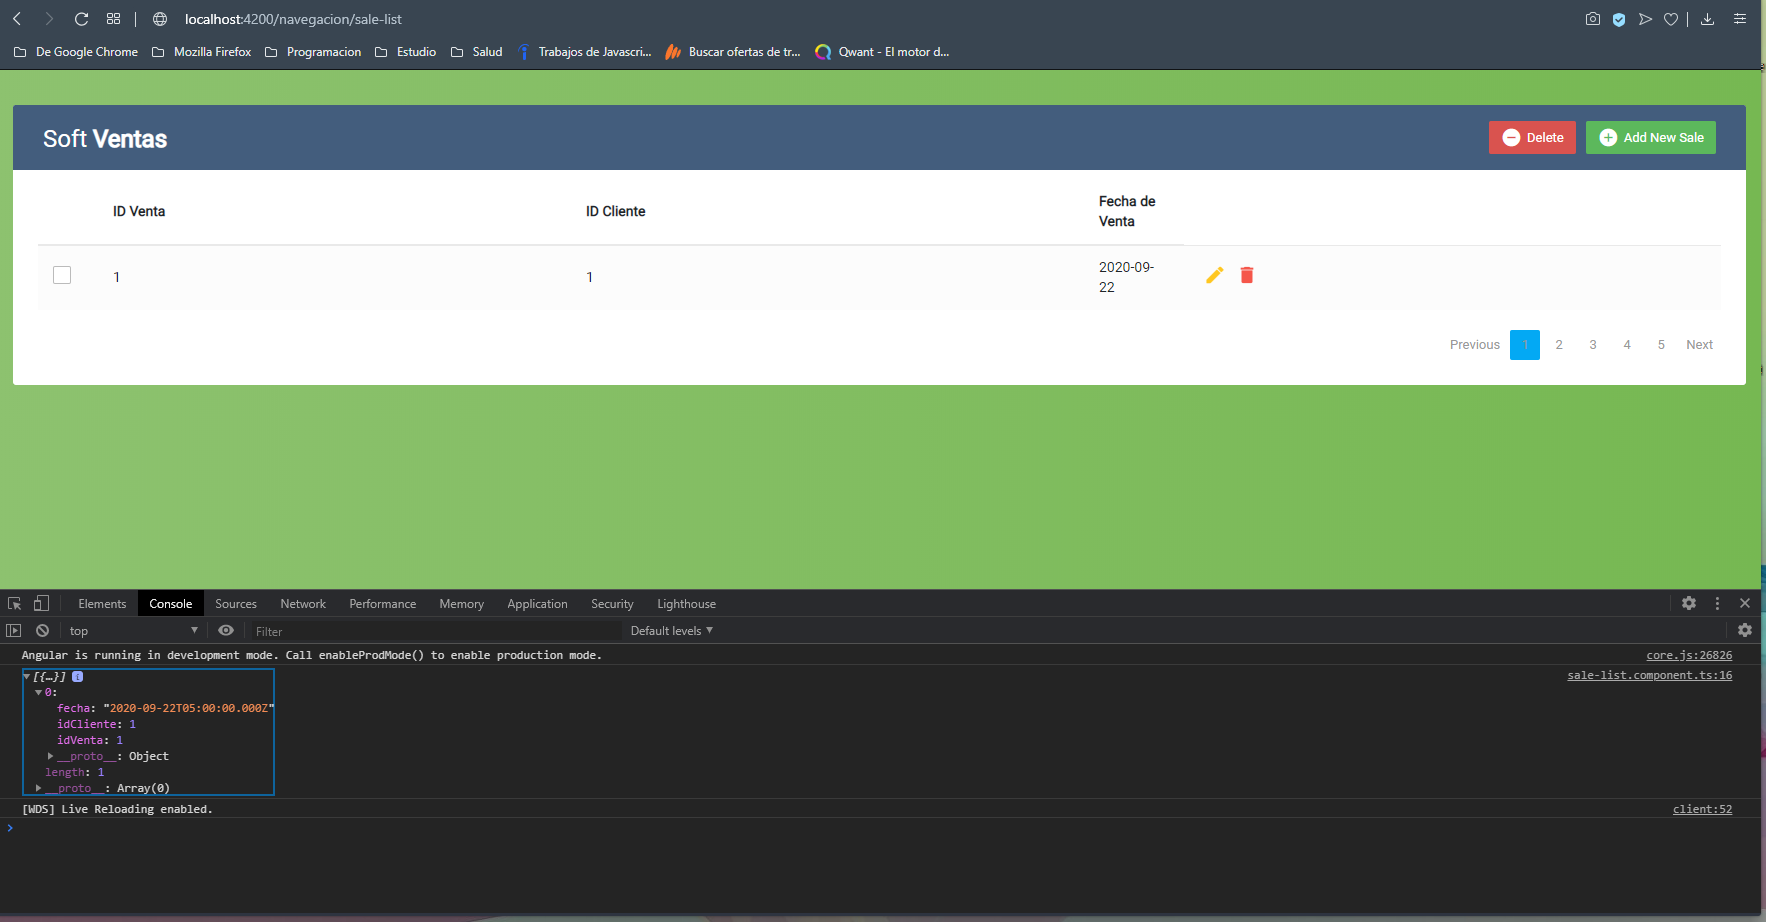 localhost:4200/navegacion/sale-list
De Google Chrome Mozilla Firefox Programacion Estudio Salud Trabajos de Javascri... Buscar ofertas de tr... Qwant - El motor d...
Soft Ventas
Delete Add New Sale
ID Venta ID Cliente Fecha de
Venta
1 1 2020-09-
22
Previous 1 2 3 4 5 Next
Elements Console Sources Network Performance Memory Application Security Lighthouse
top Filter Default levels
Angular is running in development mode. Call enableProdMode() to enable production mode. core.js:26826
[{…}] i sale-list.component.ts:16
0:
fecha: "2020-09-22T05:00:00.000Z"
idCliente: 1
idVenta: 1
__proto__: Object
length: 1
__proto__: Array(0)
[WDS] Live Reloading enabled. client:52